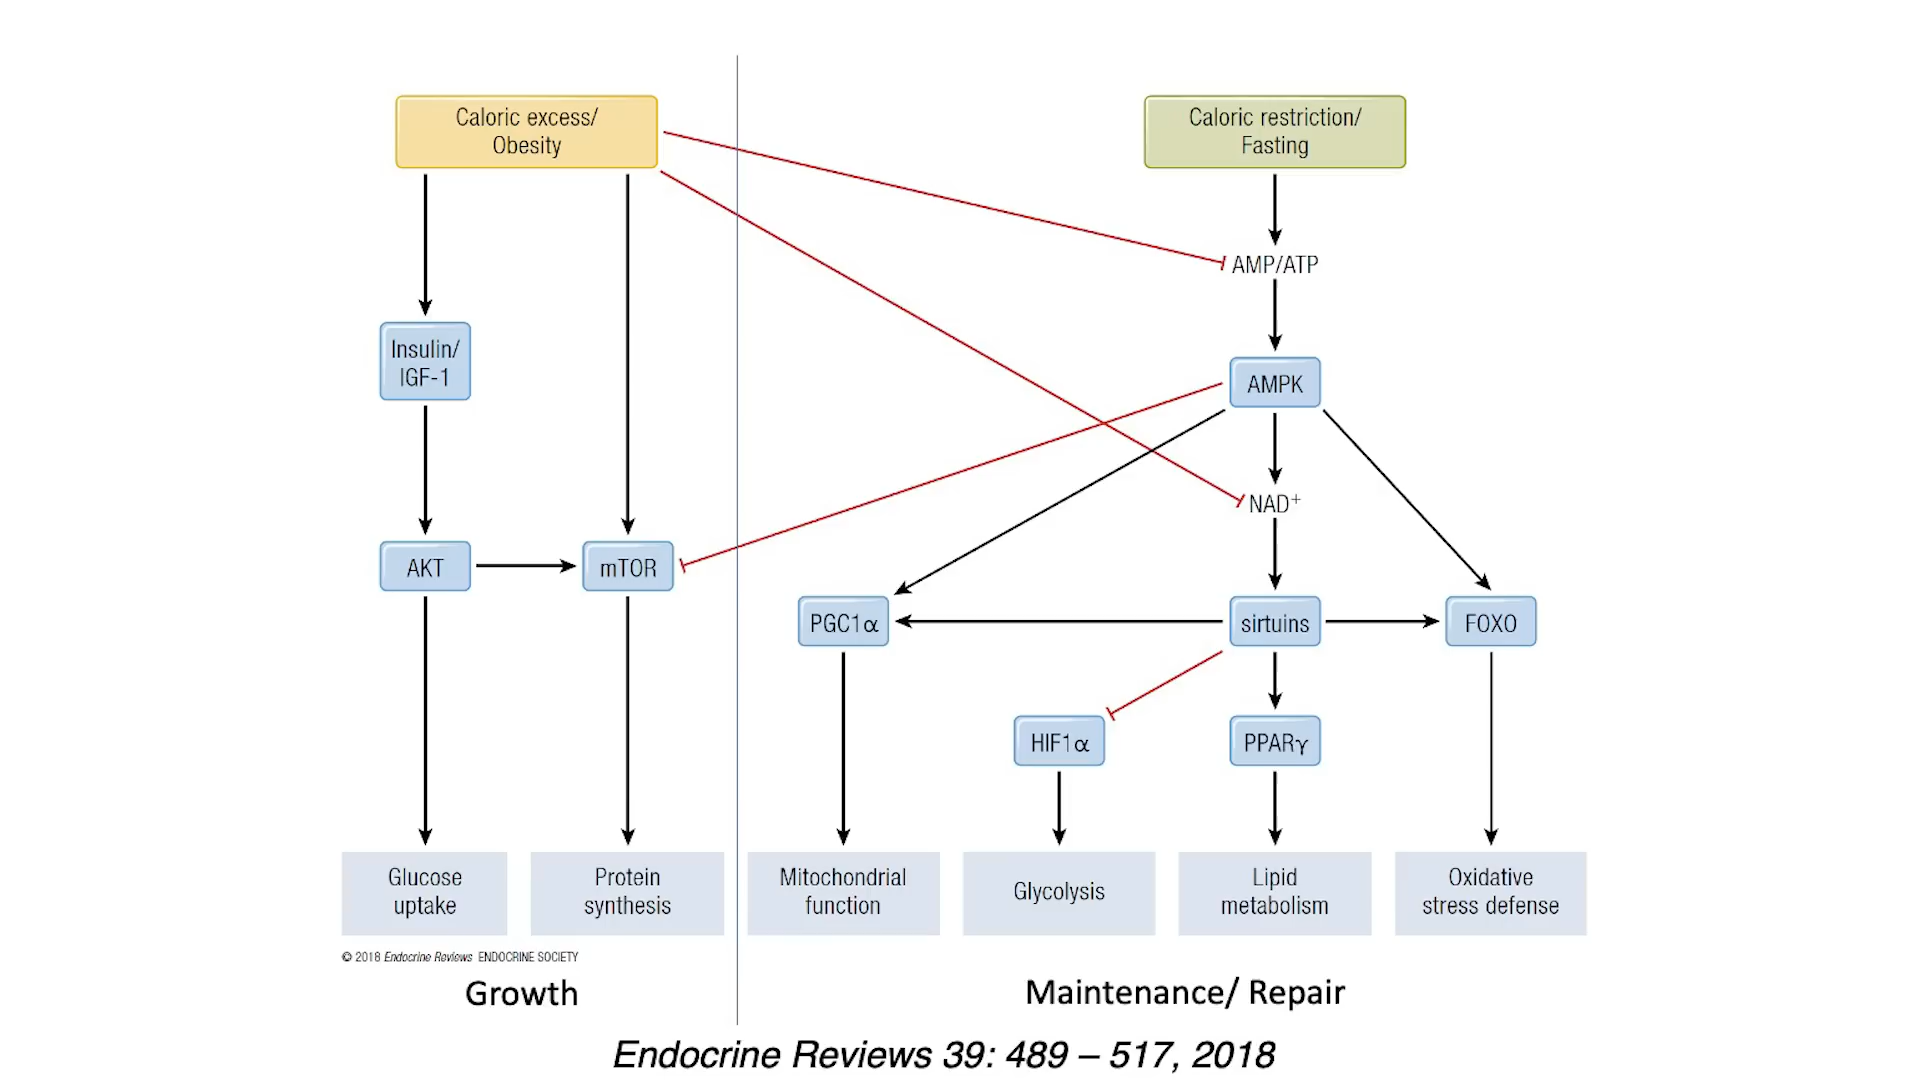 Caloric excess/
Obesity
Caloric restriction/
Fasting
AMP/ATP
Insulin/
IGF-1
AMPK
NAD⁺
AKT
mTOR
PGC1α
sirtuins
FOXO
HIF1α
PPARγ
Glucose
uptake
Protein
synthesis
Mitochondrial
function
Glycolysis
Lipid
metabolism
Oxidative
stress defense
© 2018 Endocrine Reviews ENDOCRINE SOCIETY
Growth
Maintenance/ Repair
Endocrine Reviews 39: 489 – 517, 2018